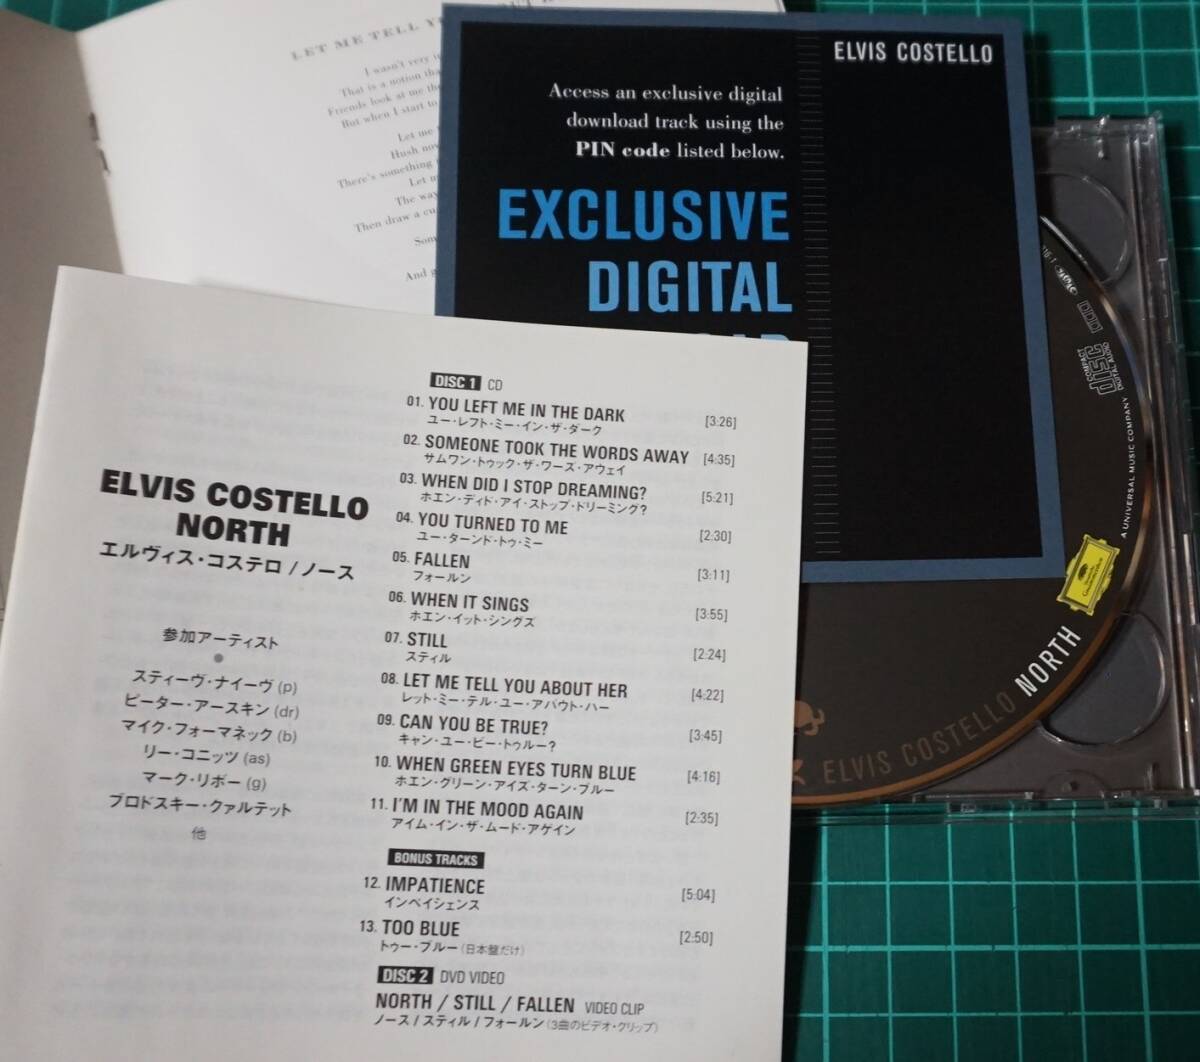 LET ME TELL
I wasn't very
That is a notion
Friends look at me
But when I start to
Let me
Hush now
There's something
Let
The way
Then draw a
And
ELVIS COSTELLO
Access an exclusive digital
download track using the
PIN code listed below.
EXCLUSIVE
DIGITAL
COMPACT
disc
DIGITAL AUDIO
A UNIVERSAL MUSIC COMPANY
Deutsche
Grammophon
ELVIS COSTELLO NORTH
ELVIS COSTELLO
NORTH
エルヴィス・コステロ / ノース
参加アーティスト
●
スティーヴ・ナイーヴ (p)
ピーター・アースキン (dr)
マイク・フォーマネック (b)
リー・コニッツ (as)
マーク・リボー (g)
ブロドスキー・クァルテット
他
DISC 1 CD
01. YOU LEFT ME IN THE DARK [3:26]
ユー・レフト・ミー・イン・ザ・ダーク
02. SOMEONE TOOK THE WORDS AWAY [4:35]
サムワン・トゥック・ザ・ワーズ・アウェイ
03. WHEN DID I STOP DREAMING? [5:21]
ホエン・ディド・アイ・ストップ・ドリーミング?
04. YOU TURNED TO ME [2:30]
ユー・ターンド・トゥ・ミー
05. FALLEN [3:11]
フォールン
06. WHEN IT SINGS [3:55]
ホエン・イット・シングズ
07. STILL [2:24]
スティル
08. LET ME TELL YOU ABOUT HER [4:22]
レット・ミー・テル・ユー・アバウト・ハー
09. CAN YOU BE TRUE? [3:45]
キャン・ユー・ビー・トゥルー?
10. WHEN GREEN EYES TURN BLUE [4:16]
ホエン・グリーン・アイズ・ターン・ブルー
11. I'M IN THE MOOD AGAIN [2:35]
アイム・イン・ザ・ムード・アゲイン
BONUS TRACKS
12. IMPATIENCE [5:04]
インペイシェンス
13. TOO BLUE [2:50]
トゥー・ブルー (日本盤だけ)
DISC 2 DVD VIDEO
NORTH / STILL / FALLEN VIDEO CLIP
ノース / スティル / フォールン (3曲のビデオ・クリップ)